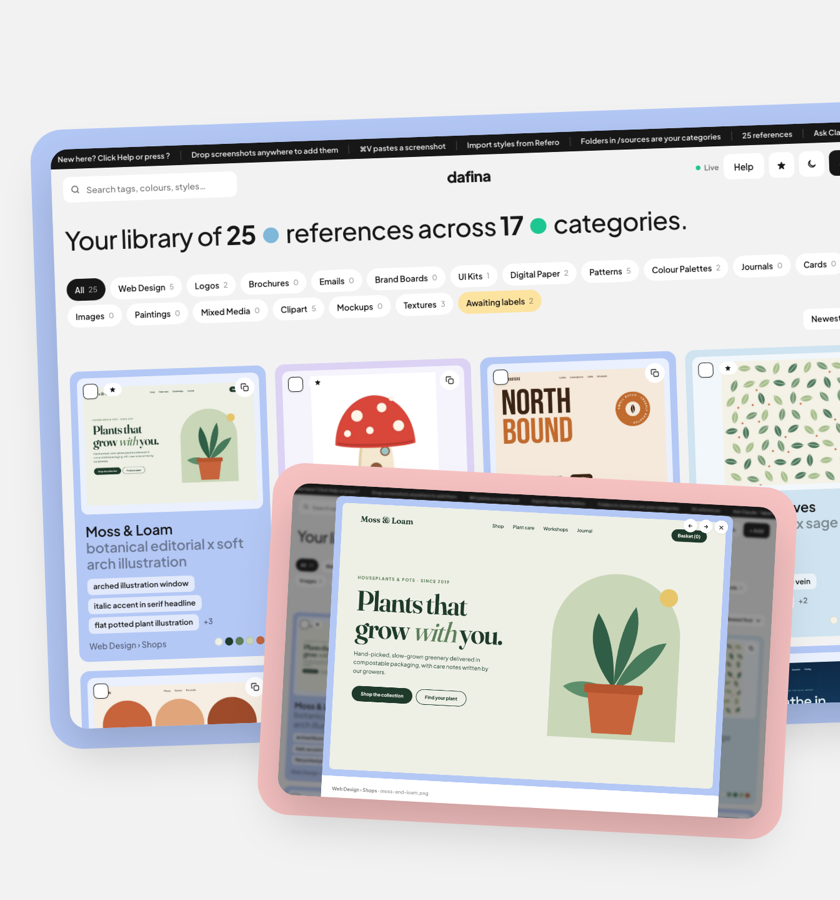 New here? Click Help or press ?
Drop screenshots anywhere to add them
⌘V pastes a screenshot
Import styles from Refero
Folders in /sources are your categories
25 references
Search tags, colours, styles...
dafina
Live
Help
Your library of 25 references across 17 categories.
All 25
Web Design 5
Logos 2
Brochures 0
Emails 0
Brand Boards 0
UI Kits 1
Digital Paper 2
Patterns 5
Colour Palettes 2
Journals 0
Cards 0
Images 0
Paintings 0
Mixed Media 0
Clipart 5
Mockups 0
Textures 3
Awaiting labels 2
Plants that
grow with you.
Moss & Loam
botanical editorial x soft
arch illustration
arched illustration window
italic accent in serif headline
flat potted plant illustration
+3
Web Design › Shops
NORTH
BOUND
x sage
vein
+2
Moss & Loam
Shop
Plant care
Workshops
Journal
Basket (0)
HOUSEPLANTS & POTS · SINCE 2019
Plants that
grow with you.
Hand-picked, slow-grown greenery delivered in
compostable packaging, with care notes written by
our growers.
Shop the collection
Find your plant
Web Design › Shops · moss-and-loam.png